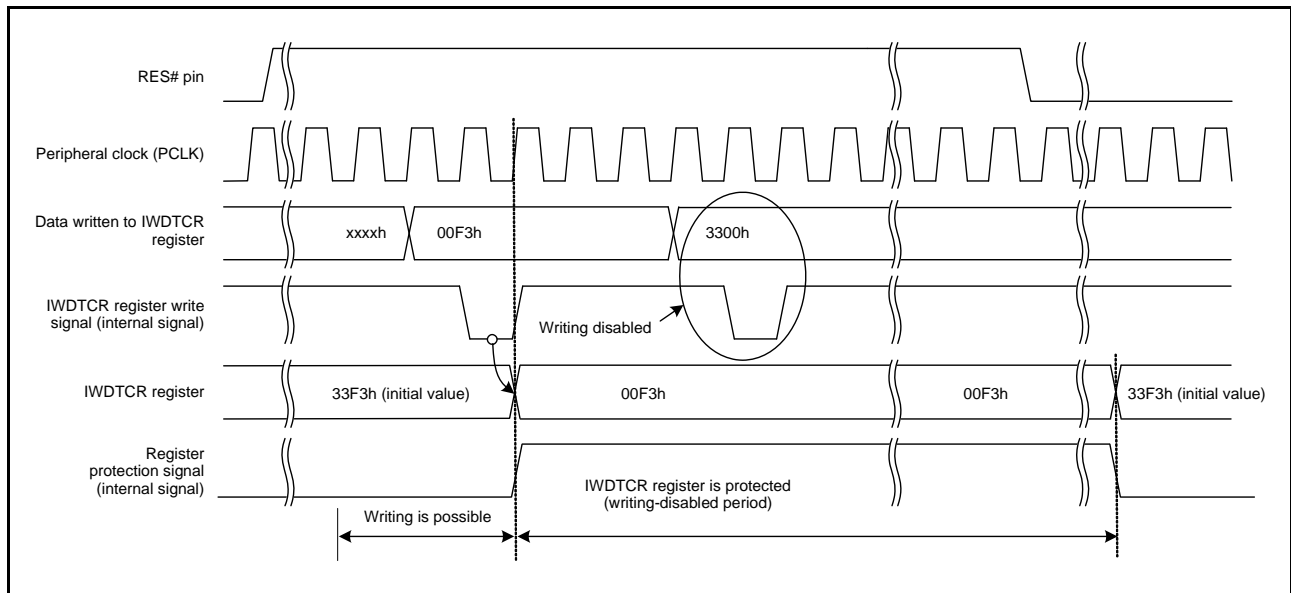 RES# pin
Peripheral clock (PCLK)
Data written to IWDTCR
register
xxxxh
00F3h
3300h
IWDTCR register write
signal (internal signal)
Writing disabled
IWDTCR register
33F3h (initial value)
00F3h
00F3h
33F3h (initial value)
Register
protection signal
(internal signal)
IWDTCR register is protected
(writing-disabled period)
Writing is possible